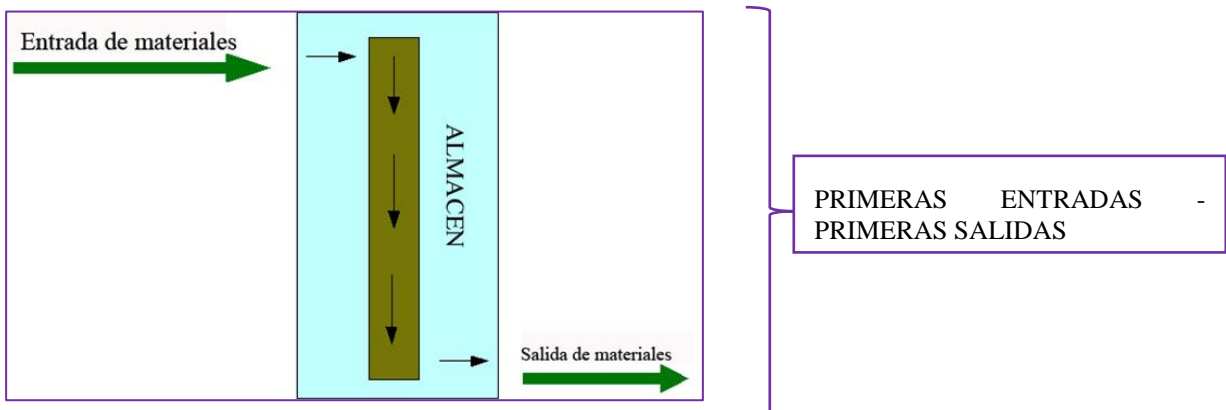 Entrada de materiales
ALMACEN
PRIMERAS ENTRADAS -
PRIMERAS SALIDAS
Salida de materiales